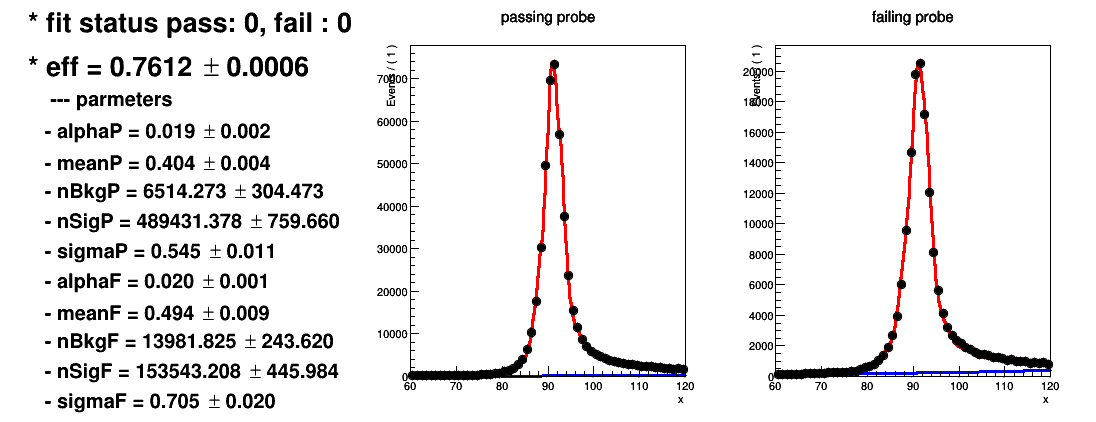 * fit status pass: 0, fail : 0
* eff = 0.7612 ± 0.0006
--- parmeters
- alphaP = 0.019 ± 0.002
- meanP = 0.404 ± 0.004
- nBkgP = 6514.273 ± 304.473
- nSigP = 489431.378 ± 759.660
- sigmaP = 0.545 ± 0.011
- alphaF = 0.020 ± 0.001
- meanF = 0.494 ± 0.009
- nBkgF = 13981.825 ± 243.620
- nSigF = 153543.208 ± 445.984
- sigmaF = 0.705 ± 0.020
passing probe
Events / ( 1 )
70000
60000
50000
40000
30000
20000
10000
0
60 70 80 90 100 110 120
x
failing probe
Events / ( 1 )
20000
18000
16000
14000
12000
10000
8000
6000
4000
2000
0
60 70 80 90 100 110 120
x